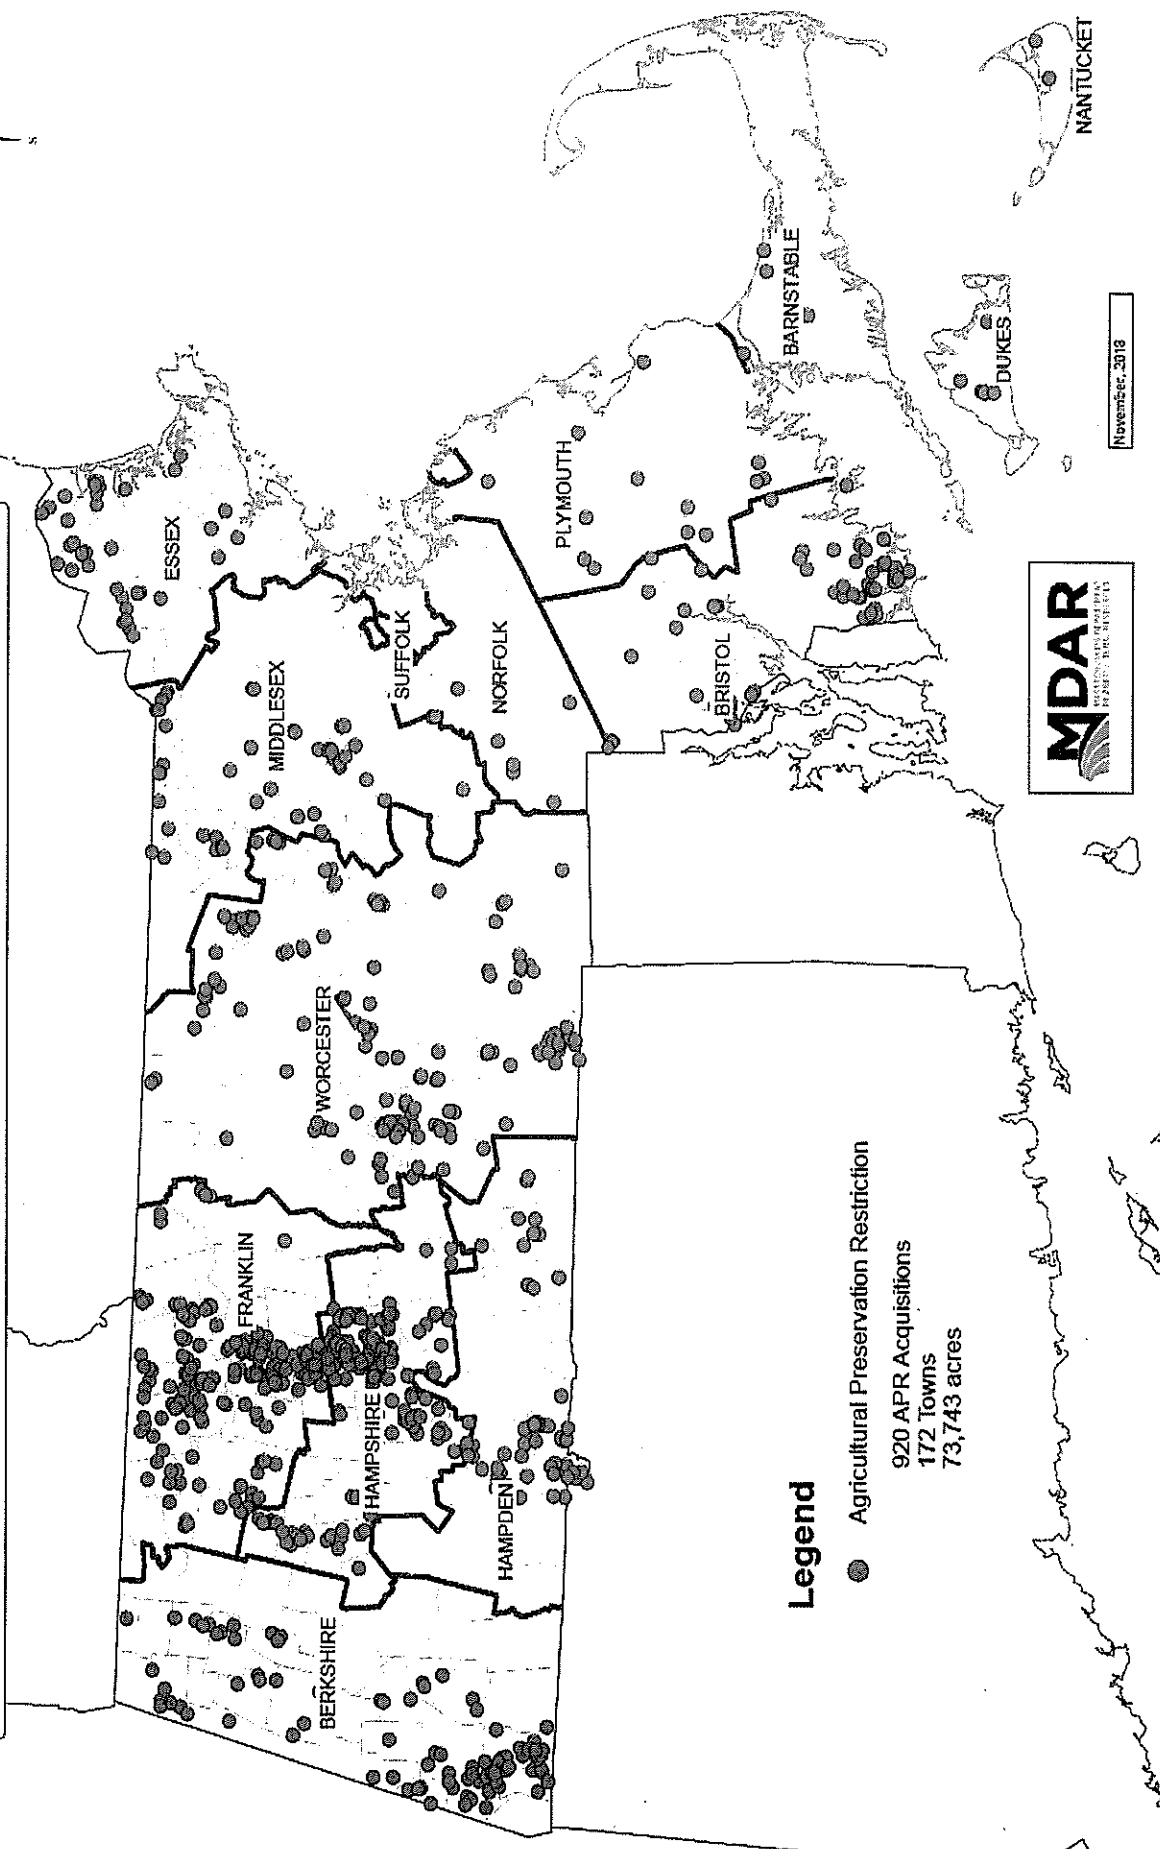 ESSEX
MIDDLESEX
SUFFOLK
NORFOLK
PLYMOUTH
BRISTOL
BARNSTABLE
DUKES
NANTUCKET
WORCESTER
FRANKLIN
HAMPSHIRE
HAMPDEN
BERKSHIRE
Legend
Agricultural Preservation Restriction
920 APR Acquisitions
172 Towns
73,743 acres
MDAR
November, 2018
S